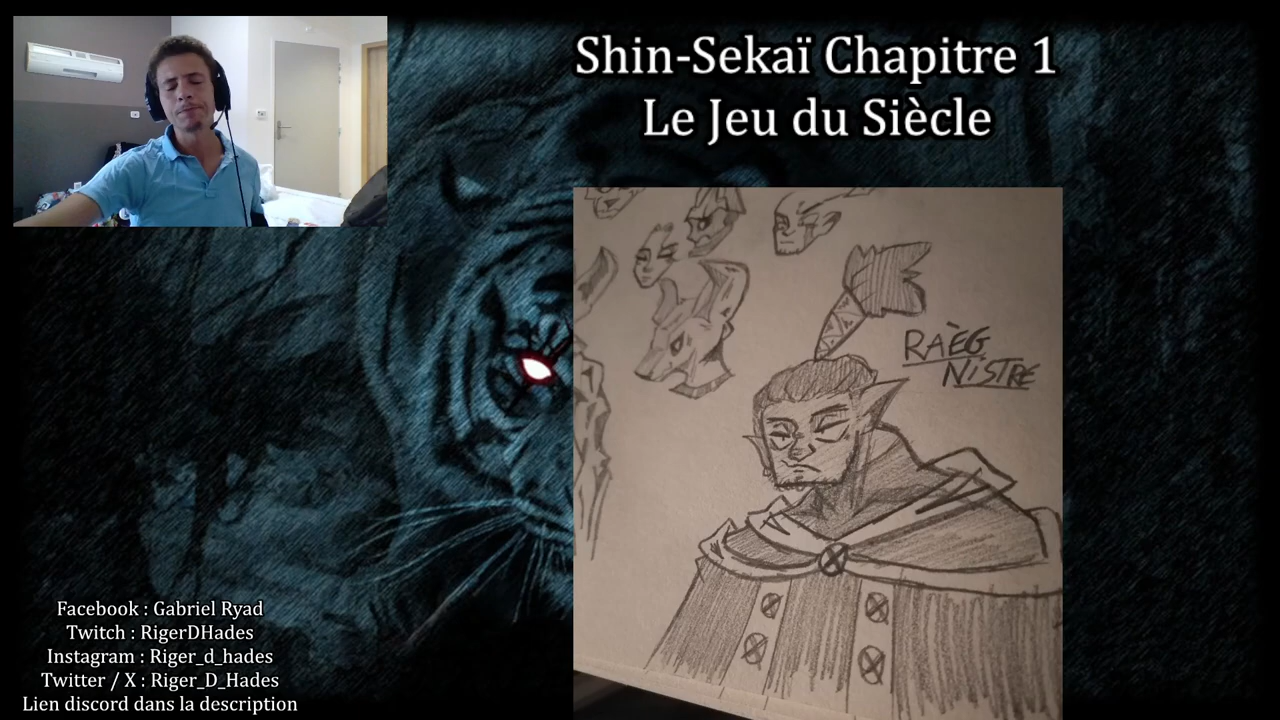 Shin-Sekaï Chapitre 1
Le Jeu du Siècle
RAÈG
NiSTRE
Facebook : Gabriel Ryad
Twitch : RigerDHades
Instagram : Riger_d_hades
Twitter / X : Riger_D_Hades
Lien discord dans la description